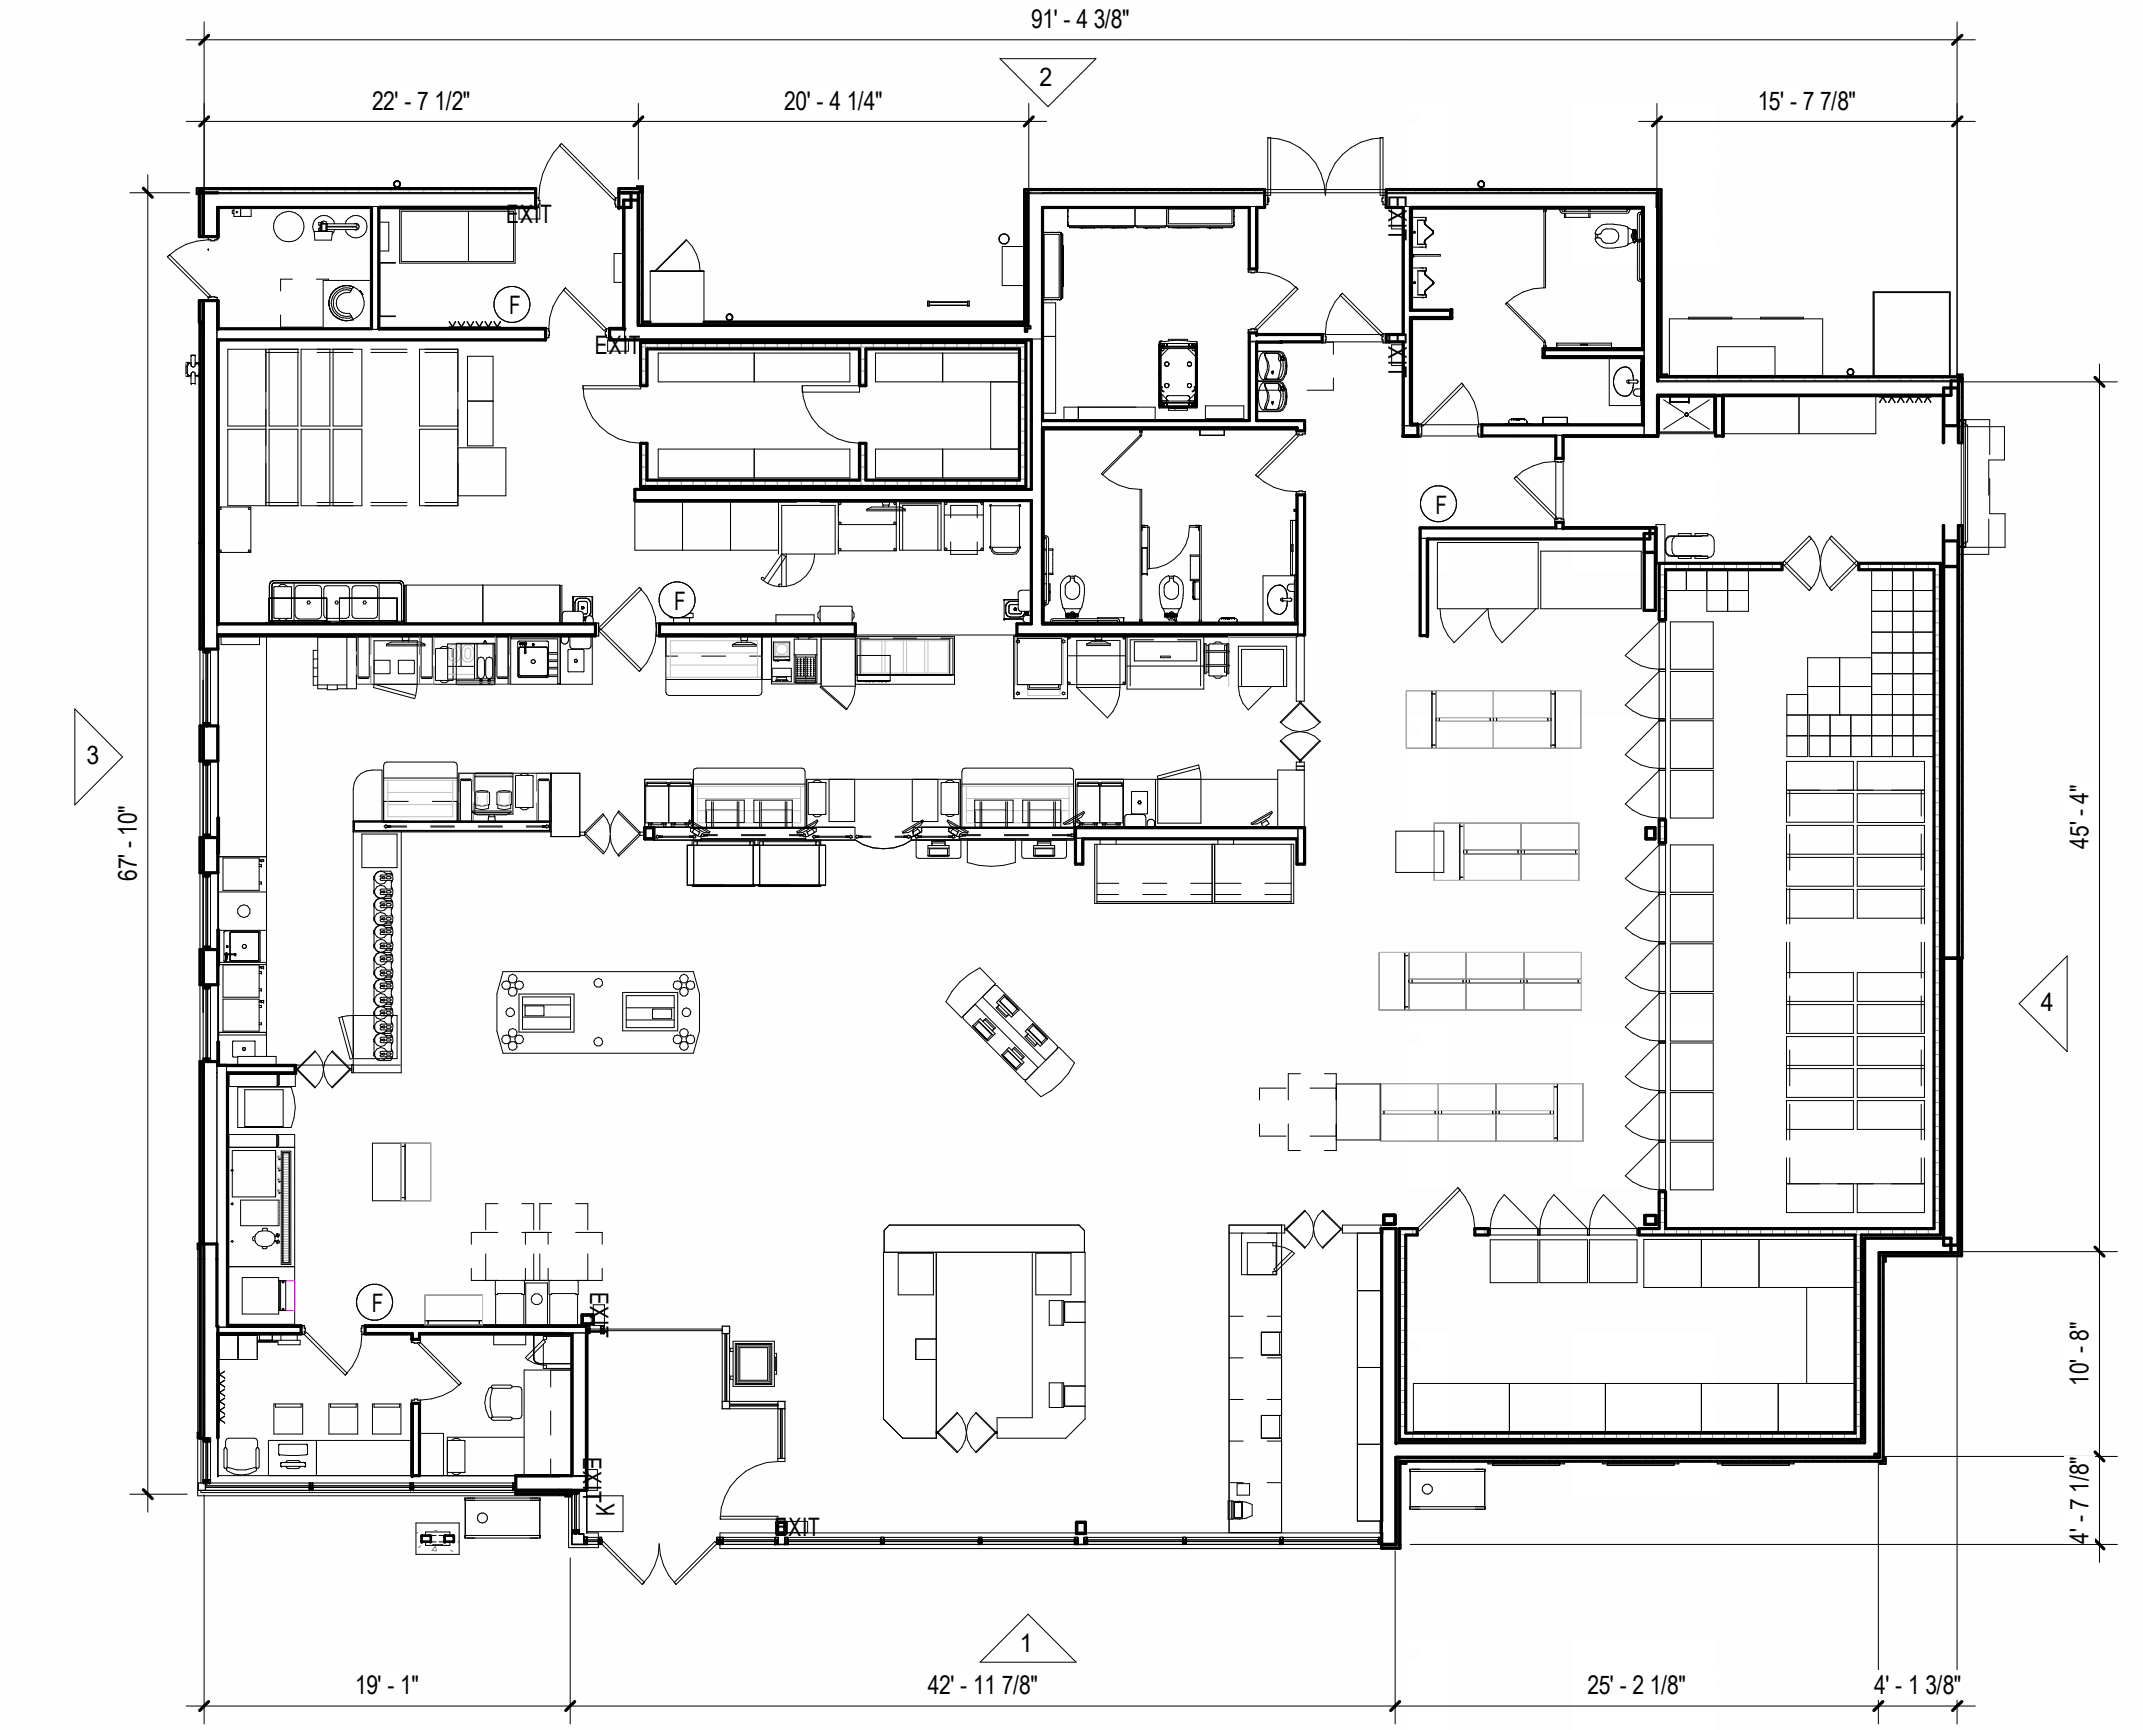 91' - 4 3/8"
2
22' - 7 1/2"
20' - 4 1/4"
15' - 7 7/8"
EXIT
EXIT
F
EXIT
EXIT
F
F
3
67' - 10"
45' - 4"
4
F
EXIT
10' - 8"
EXIT
K
EXIT
4' - 7 1/8"
1
19' - 1"
42' - 11 7/8"
25' - 2 1/8"
4' - 1 3/8"